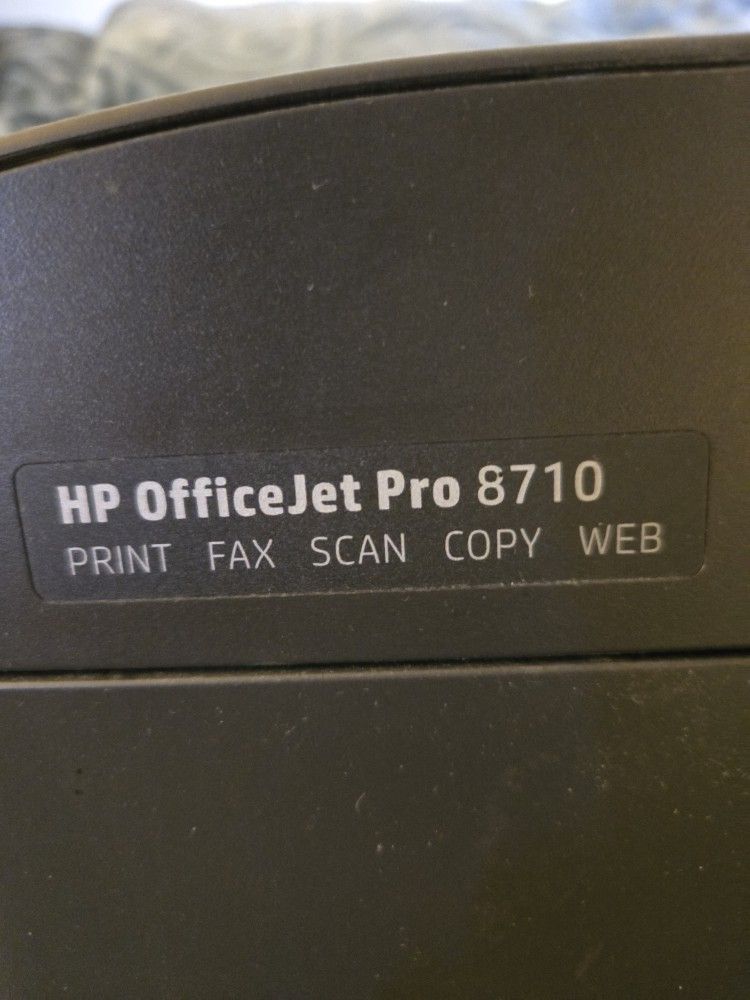 HP OfficeJet Pro 8710
PRINT FAX SCAN COPY WEB